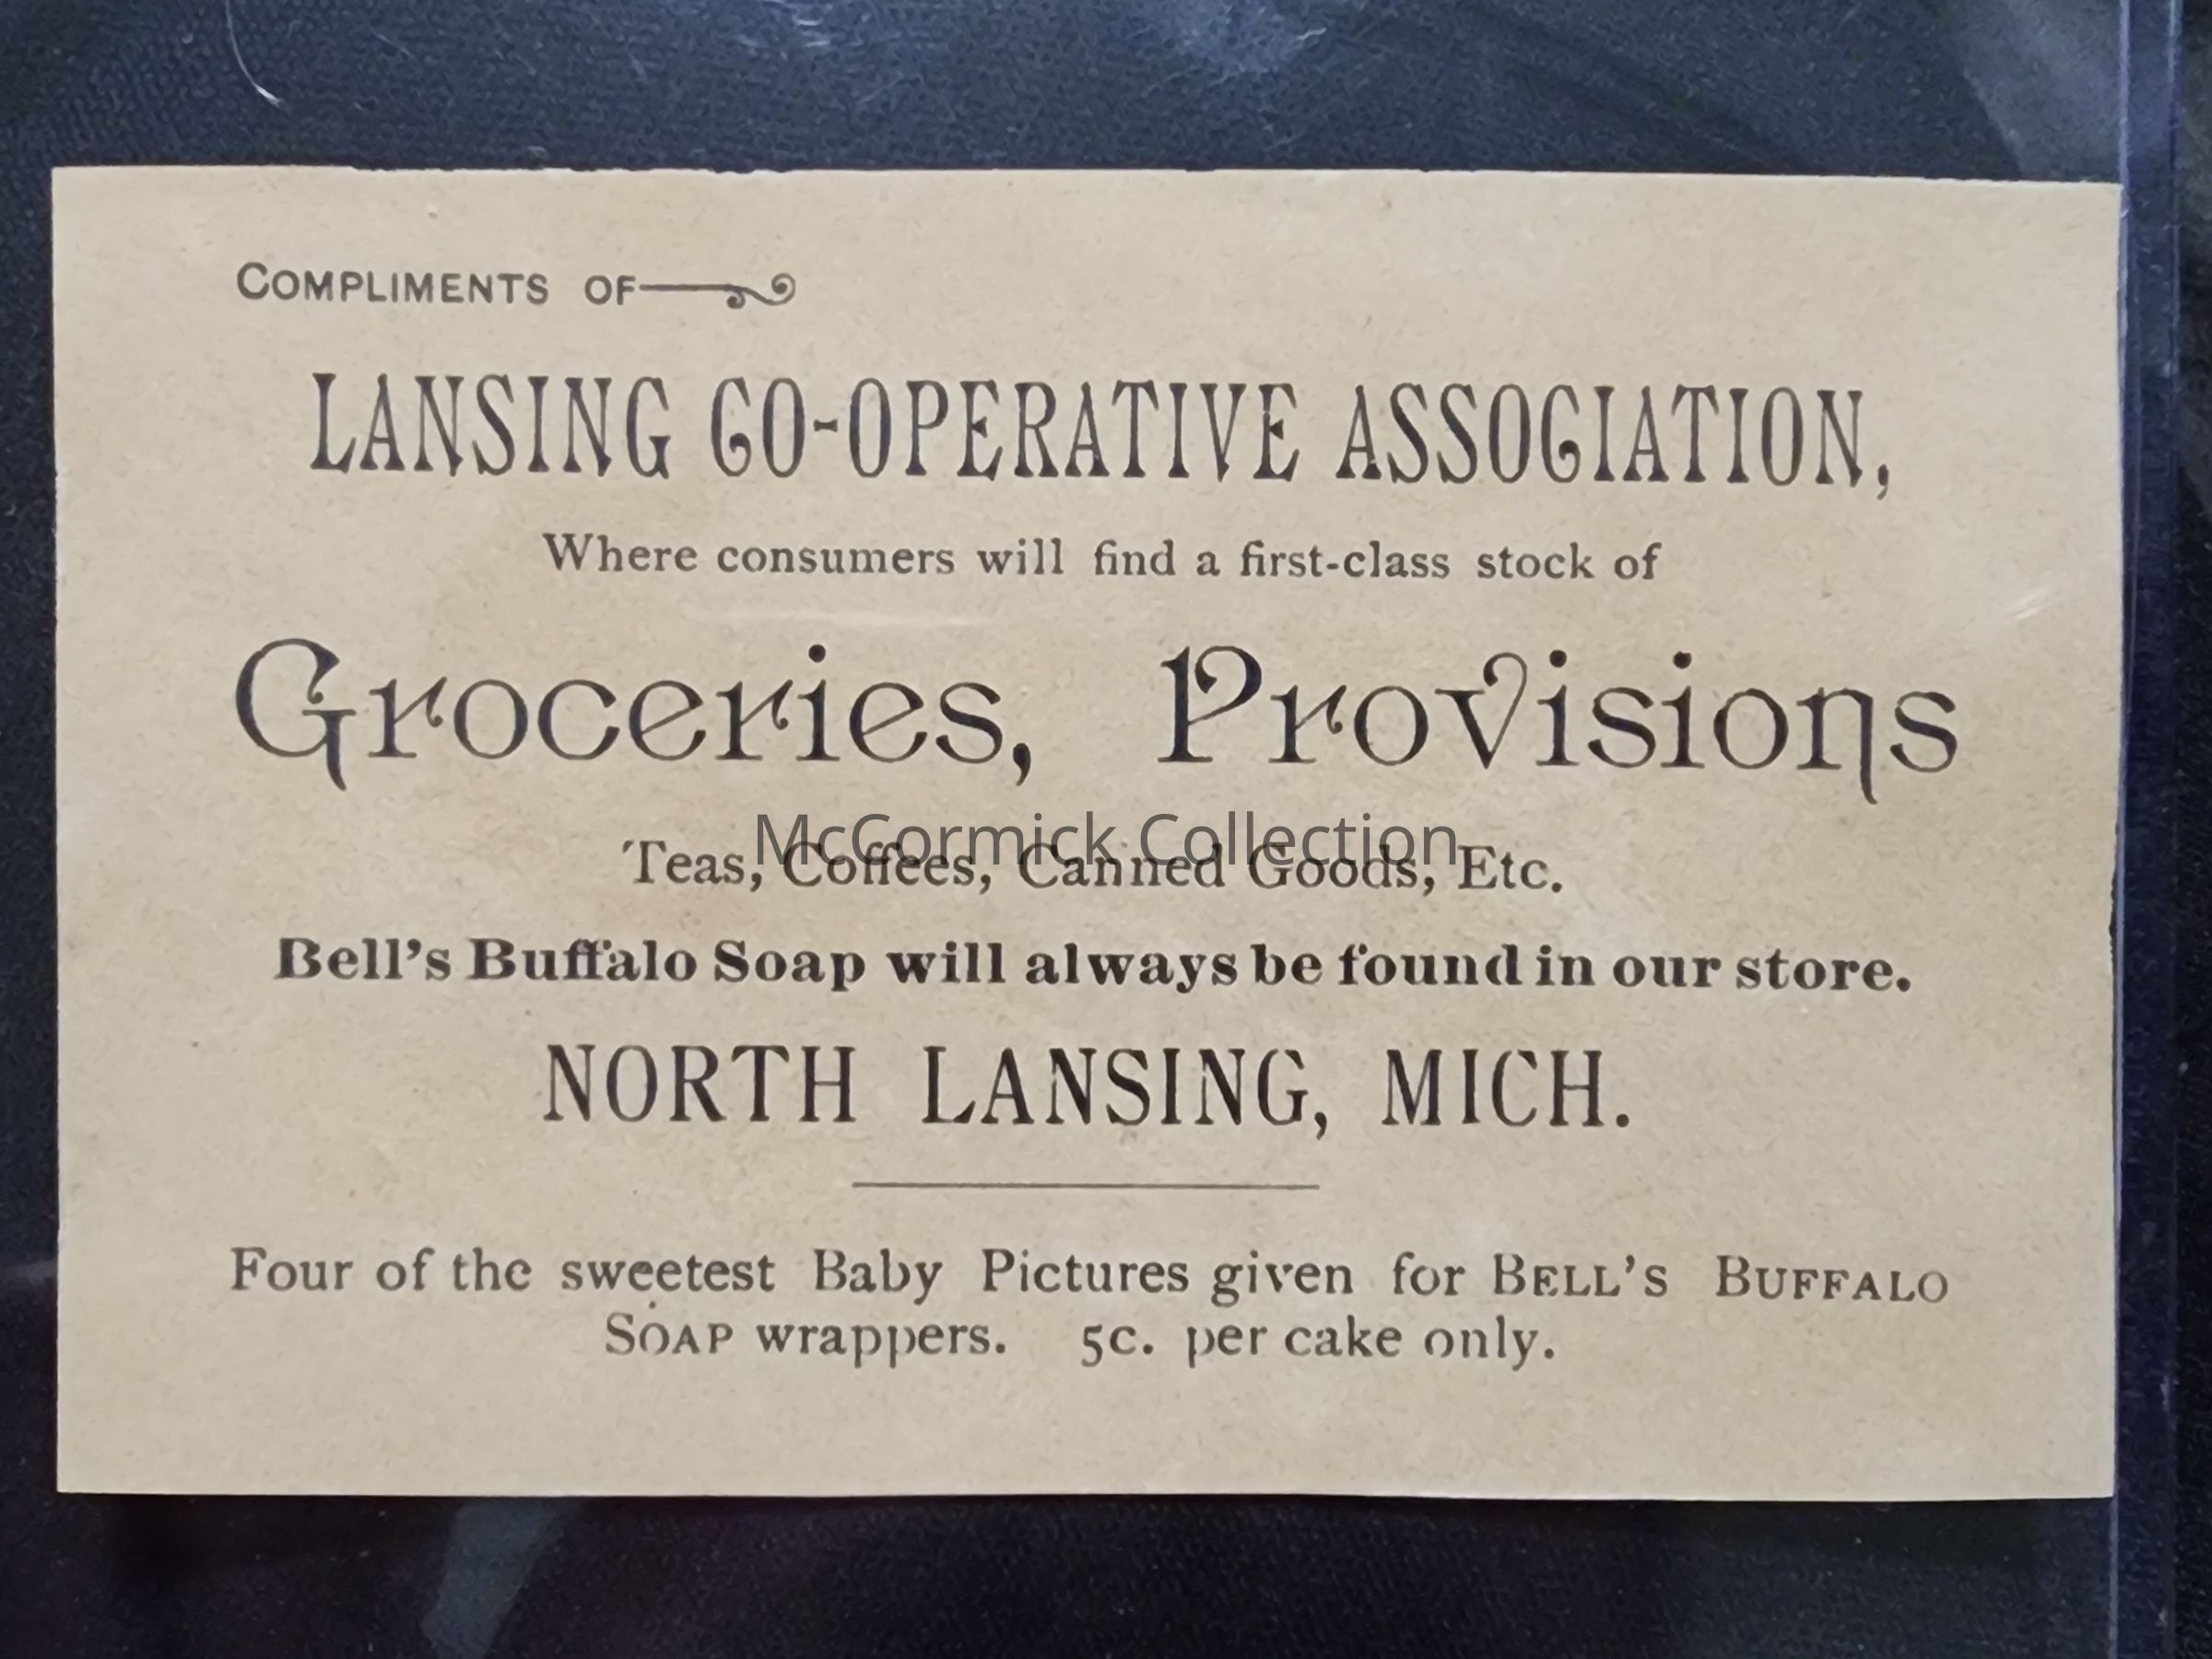 COMPLIMENTS OF
LANSING CO-OPERATIVE ASSOCIATION,
Where consumers will find a first-class stock of
Groceries, Provisions
McCormick Collection
Teas, Coffees, Canned Goods, Etc.
Bell's Buffalo Soap will always be found in our store.
NORTH LANSING, MICH.
Four of the sweetest Baby Pictures given for BELL'S BUFFALO
SOAP wrappers. 5c. per cake only.